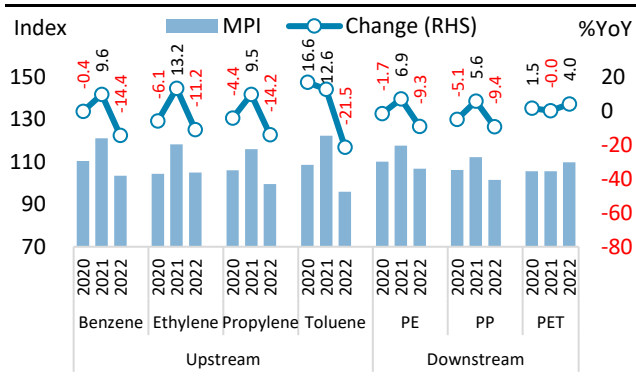 Index MPI Change (RHS) %YoY
-0.4 9.6 -14.4 -6.1 13.2 -11.2 -4.4 9.5 -14.2 16.6 12.6 -21.5 -1.7 6.9 -9.3 -5.1 5.6 -9.4 1.5 -0.0 4.0
150 20
130 0
110 -20
90 -40
-60
70 -80
2020 2021 2022 2020 2021 2022 2020 2021 2022 2020 2021 2022 2020 2021 2022 2020 2021 2022 2020 2021 2022
Benzene Ethylene Propylene Toluene PE PP PET
Upstream Downstream